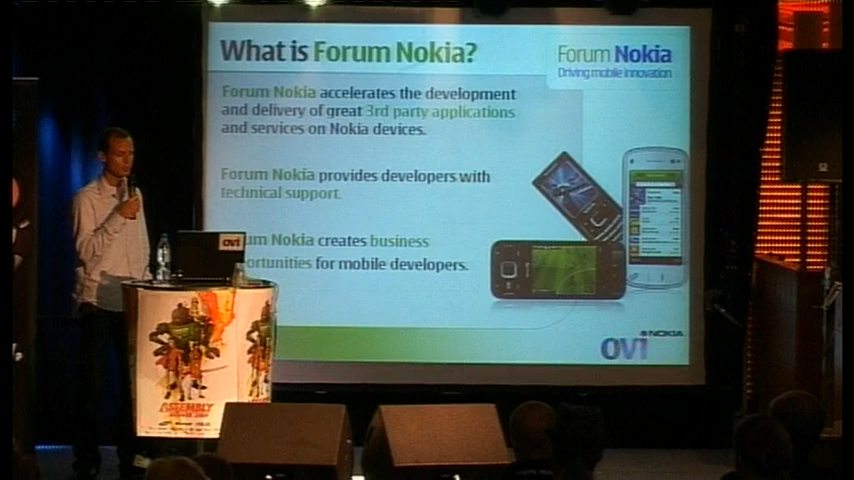 What is Forum Nokia?
Forum Nokia
Driving mobile innovation
Forum Nokia accelerates the development
and delivery of great 3rd party applications
and services on Nokia devices.
Forum Nokia provides developers with
technical support.
um Nokia creates business
ortunities for mobile developers.
ovi
NOKIA
ovi
ASSEMBLY